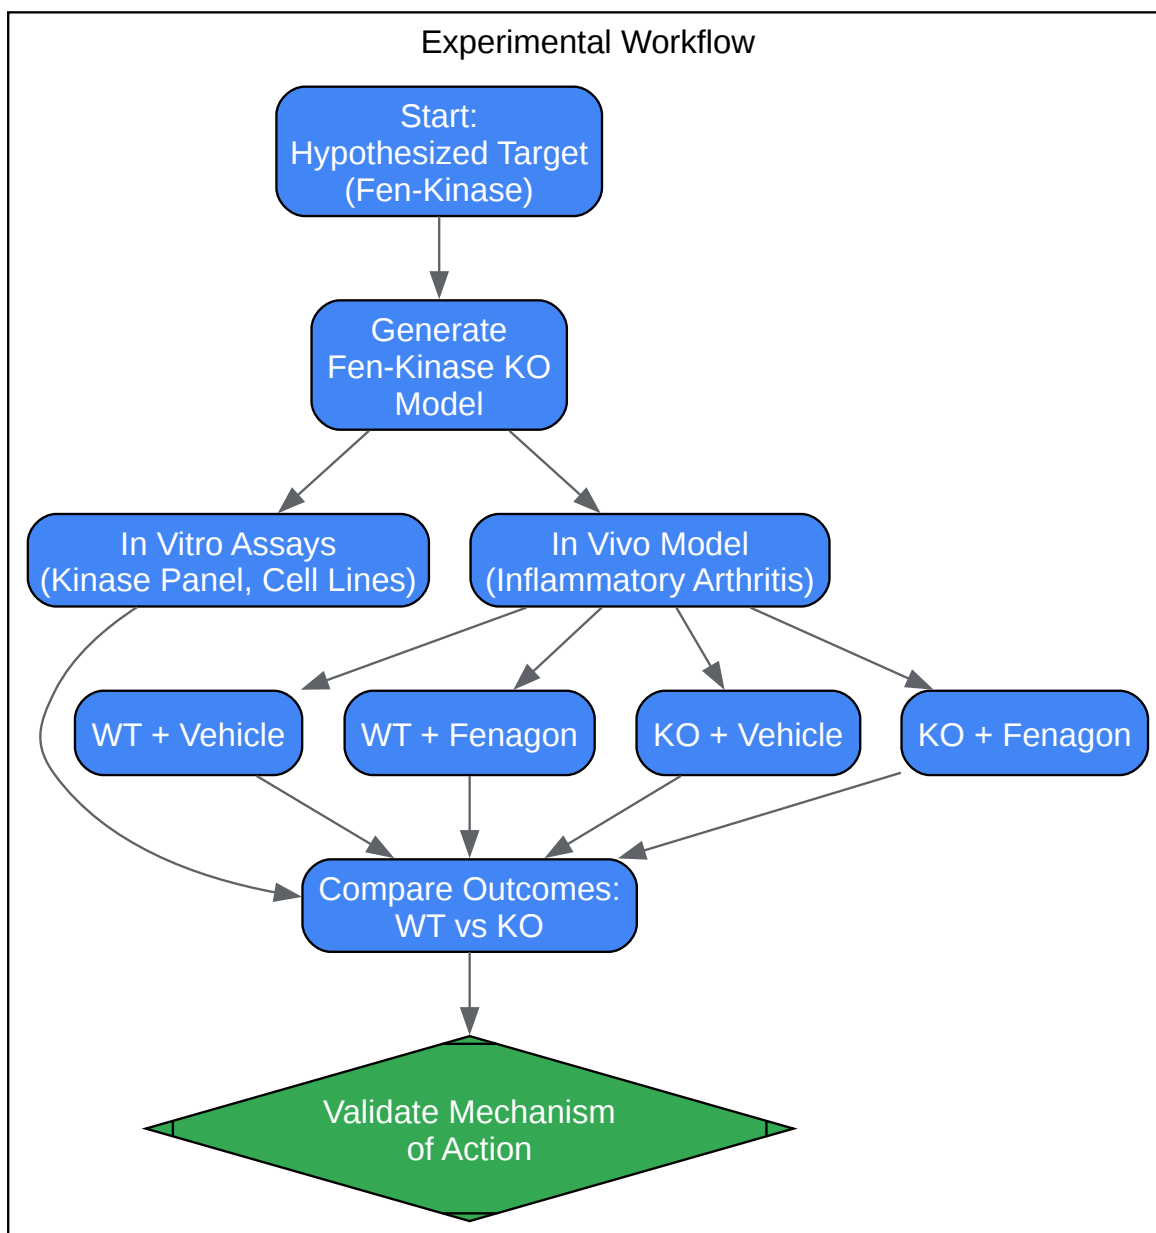 Experimental Workflow
Start:
Hypothesized Target
(Fen-Kinase)
Generate
Fen-Kinase KO
Model
In Vitro Assays
(Kinase Panel, Cell Lines)
In Vivo Model
(Inflammatory Arthritis)
WT + Vehicle
WT + Fenagon
KO + Vehicle
KO + Fenagon
Compare Outcomes:
WT vs KO
Validate Mechanism
of Action